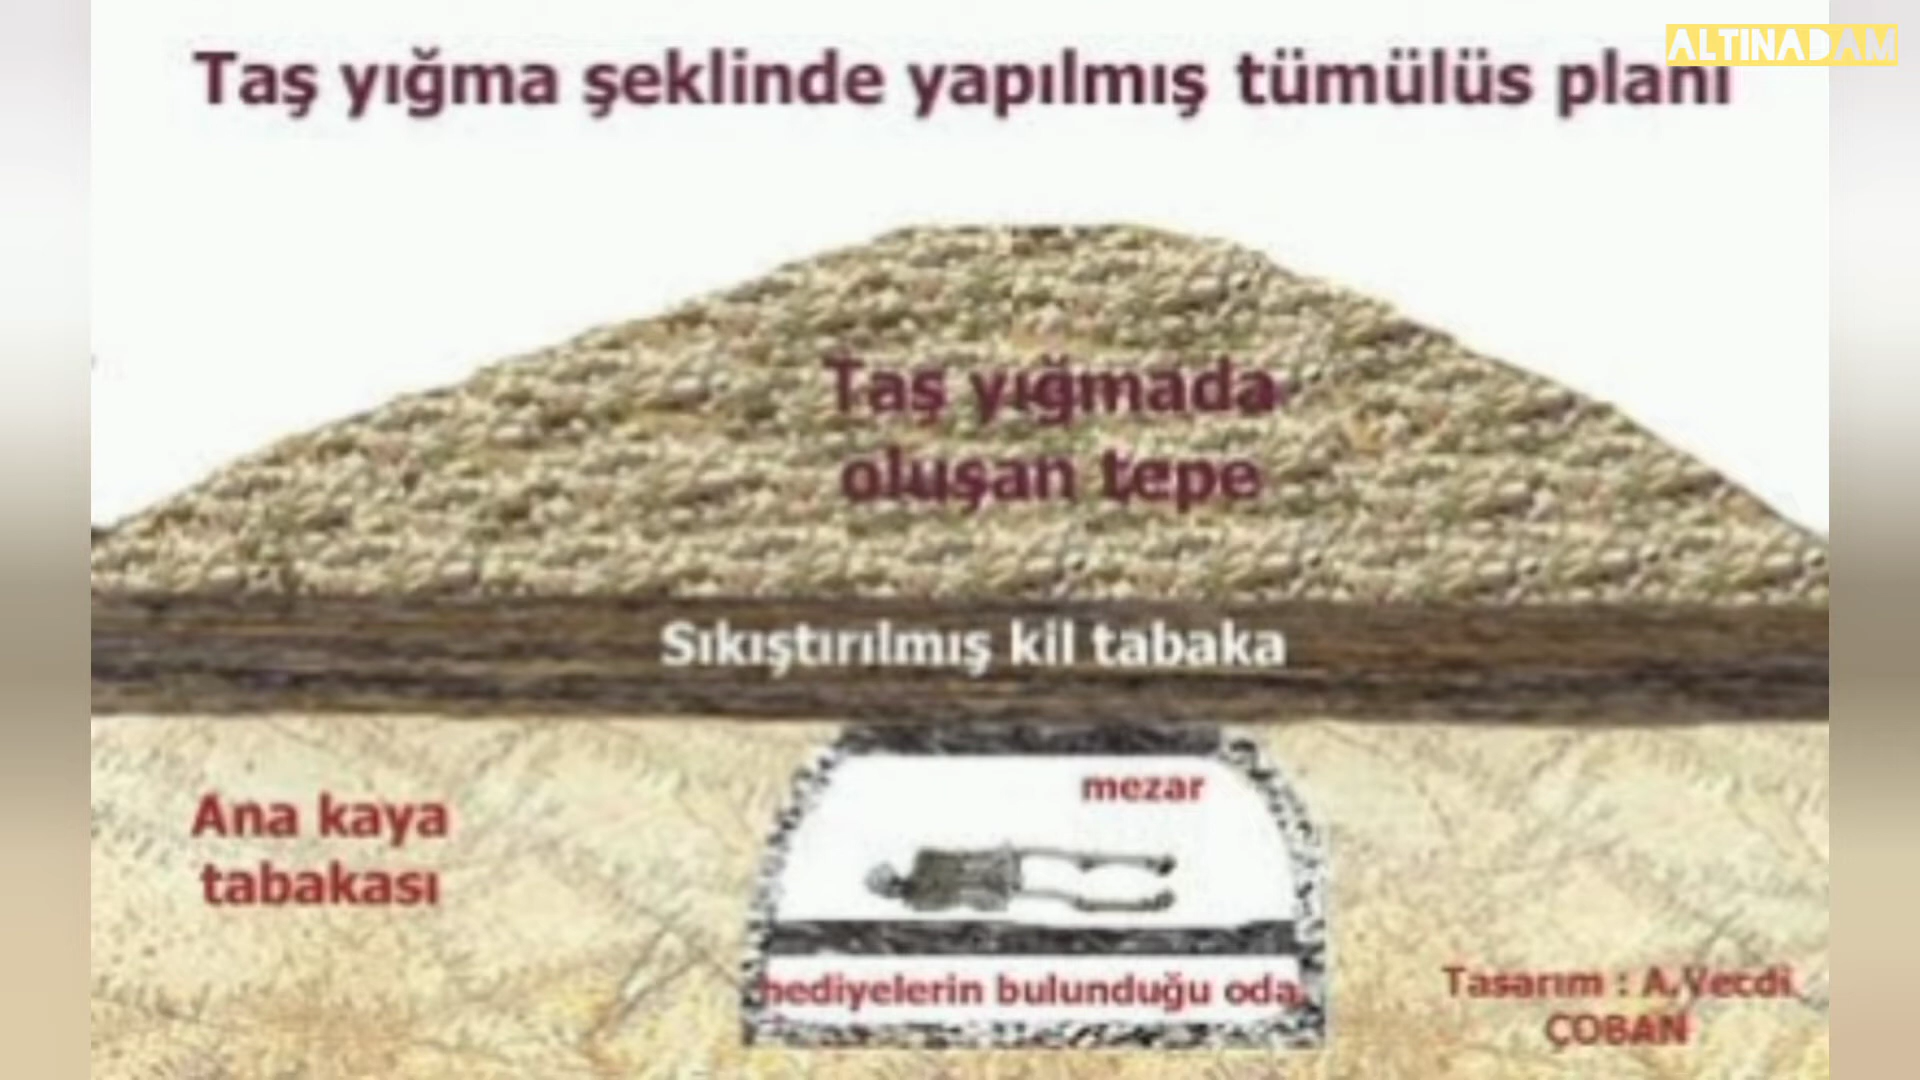 ALTINADAM
Taş yığma şeklinde yapılmış tümülüs planı
Taş yığmada
oluşan tepe
Sıkıştırılmış kil tabaka
mezar
Ana kaya
tabakası
hediyelerin bulunduğu oda
Tasarım : A.Vecdi
ÇOBAN